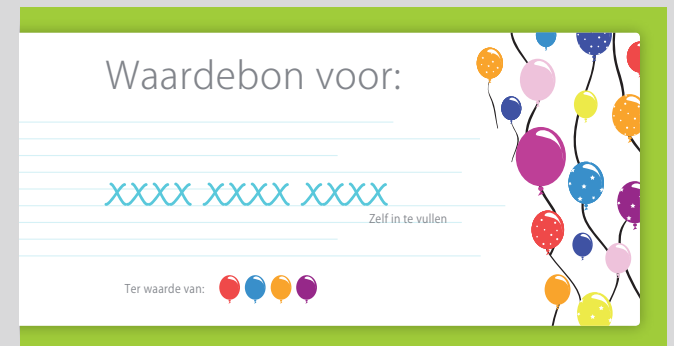 Waardebon voor:
xxxx xxxx xxxx
Zelf in te vullen
Ter waarde van: